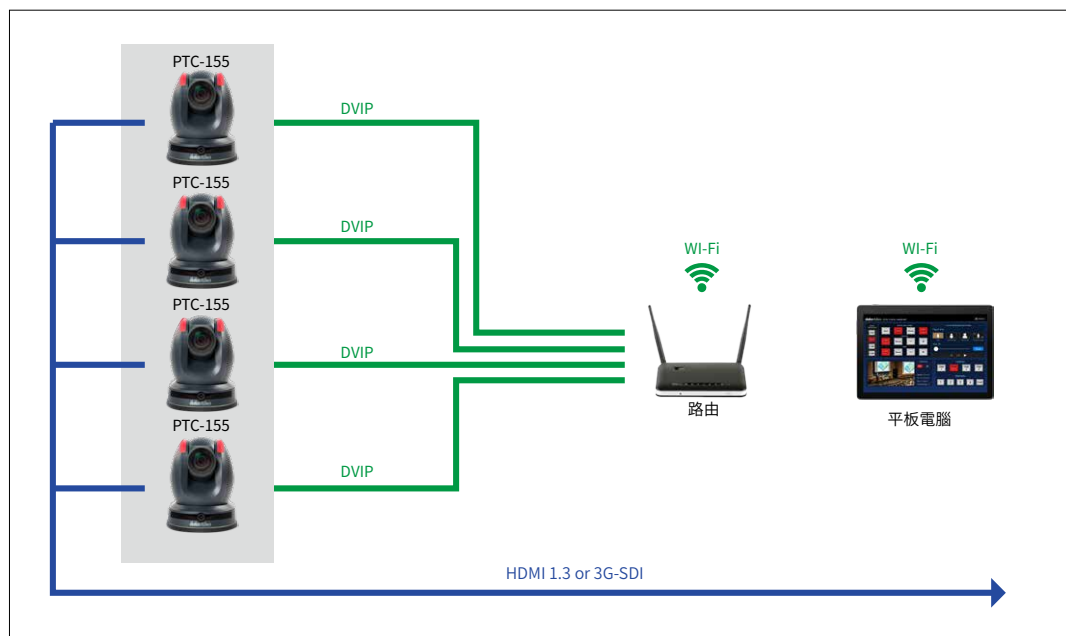 PTC-155
DVIP
PTC-155
DVIP
WI-Fi
WI-Fi
PTC-155
DVIP
路由
平板電腦
PTC-155
DVIP
HDMI 1.3 or 3G-SDI